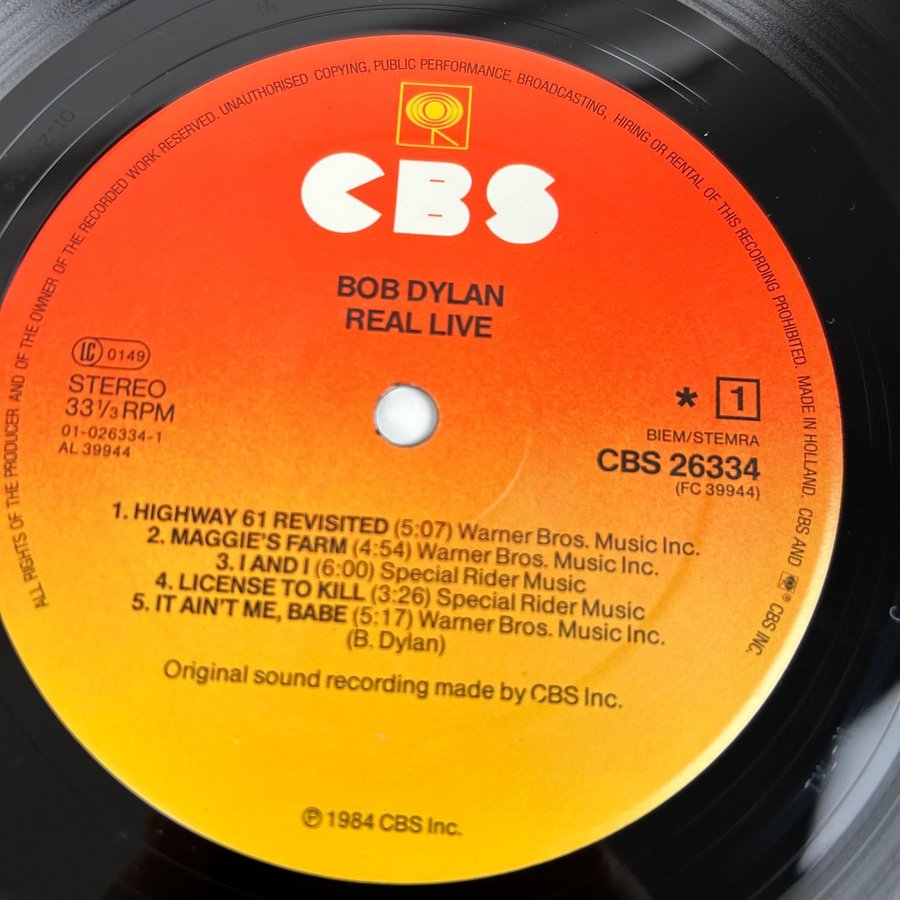 ALL RIGHTS OF THE PRODUCER AND OF THE OWNER OF THE RECORDED WORK RESERVED. UNAUTHORISED COPYING, PUBLIC PERFORMANCE, BROADCASTING, HIRING OR RENTAL OF THIS RECORDING PROHIBITED. MADE IN HOLLAND. CBS AND ® CBS INC.
CBS
BOB DYLAN
REAL LIVE
LC 0149
STEREO
33 1/3 RPM
01-026334-1
AL 39944
* 1
BIEM/STEMRA
CBS 26334
(FC 39944)
1. HIGHWAY 61 REVISITED (5:07) Warner Bros. Music Inc.
2. MAGGIE'S FARM (4:54) Warner Bros. Music Inc.
3. I AND I (6:00) Special Rider Music
4. LICENSE TO KILL (3:26) Special Rider Music
5. IT AIN'T ME, BABE (5:17) Warner Bros. Music Inc.
(B. Dylan)
Original sound recording made by CBS Inc.
℗ 1984 CBS Inc.